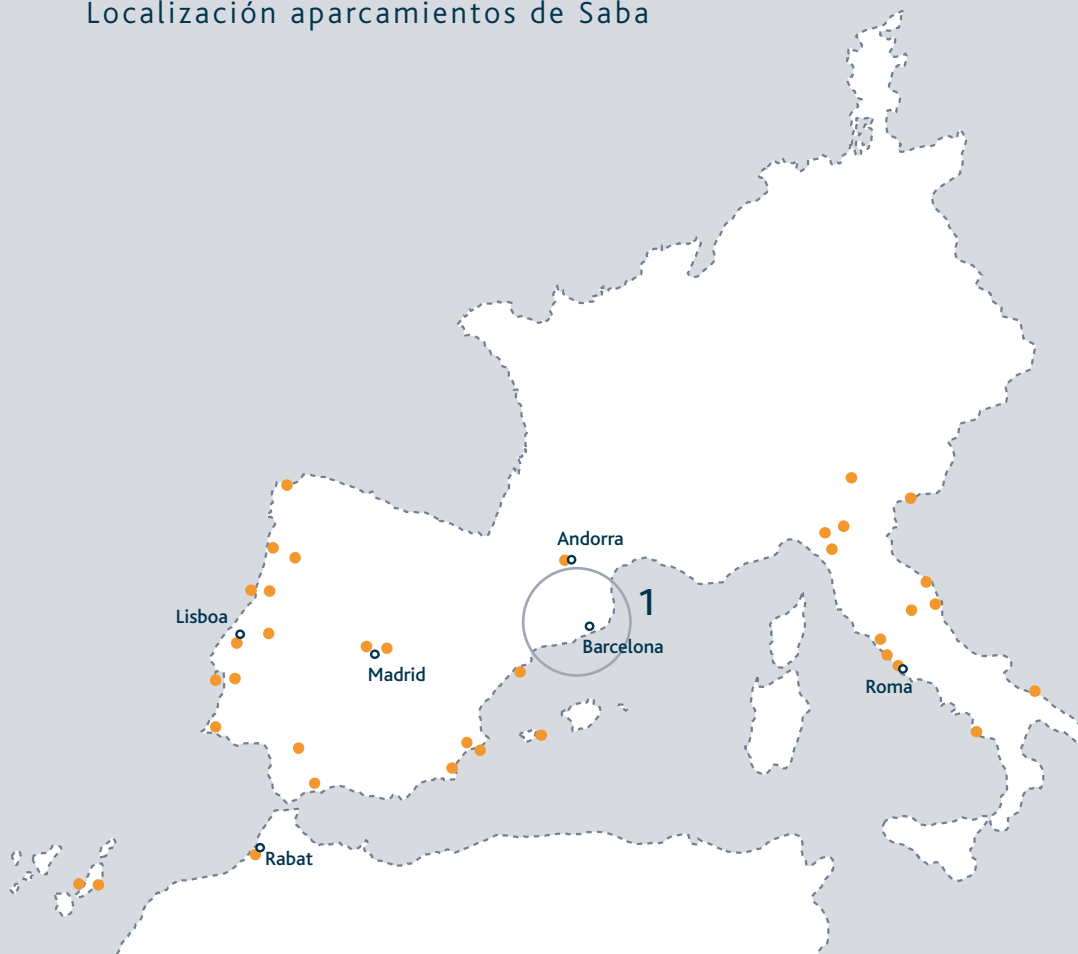 Localización aparcamientos de Saba
Andorra
1
Lisboa
Barcelona
Madrid
Roma
Rabat